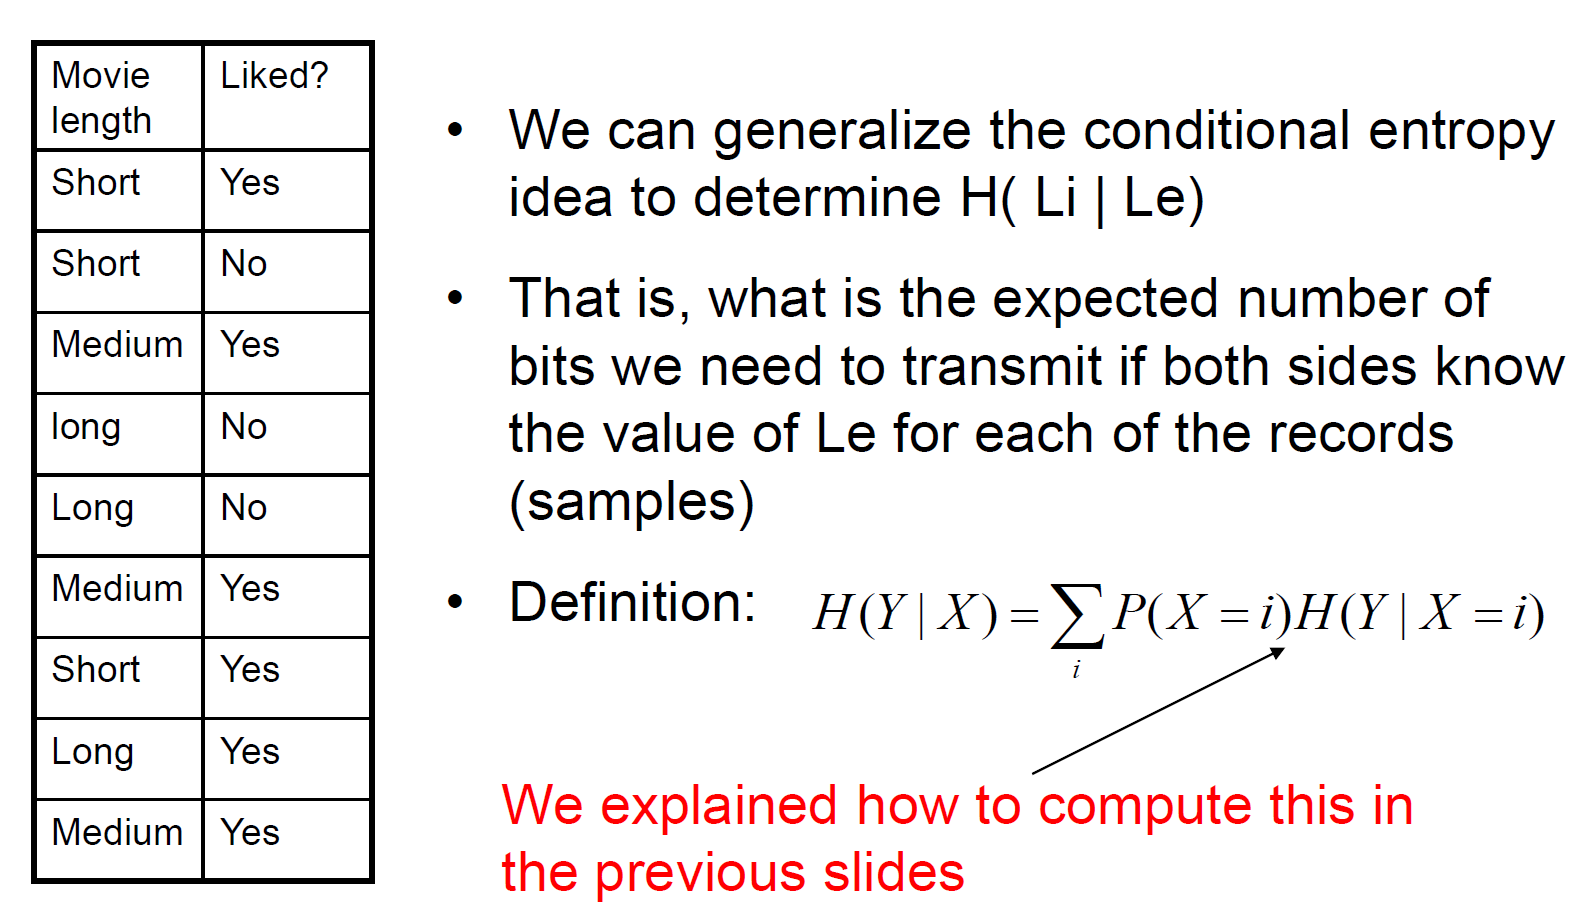 Movie length Liked?
Short Yes
Short No
Medium Yes
long No
Long No
Medium Yes
Short Yes
Long Yes
Medium Yes
• We can generalize the conditional entropy
idea to determine H( Li | Le)
• That is, what is the expected number of
bits we need to transmit if both sides know
the value of Le for each of the records
(samples)
• Definition: H(Y | X) = ∑_i P(X = i)H(Y | X = i)
We explained how to compute this in
the previous slides